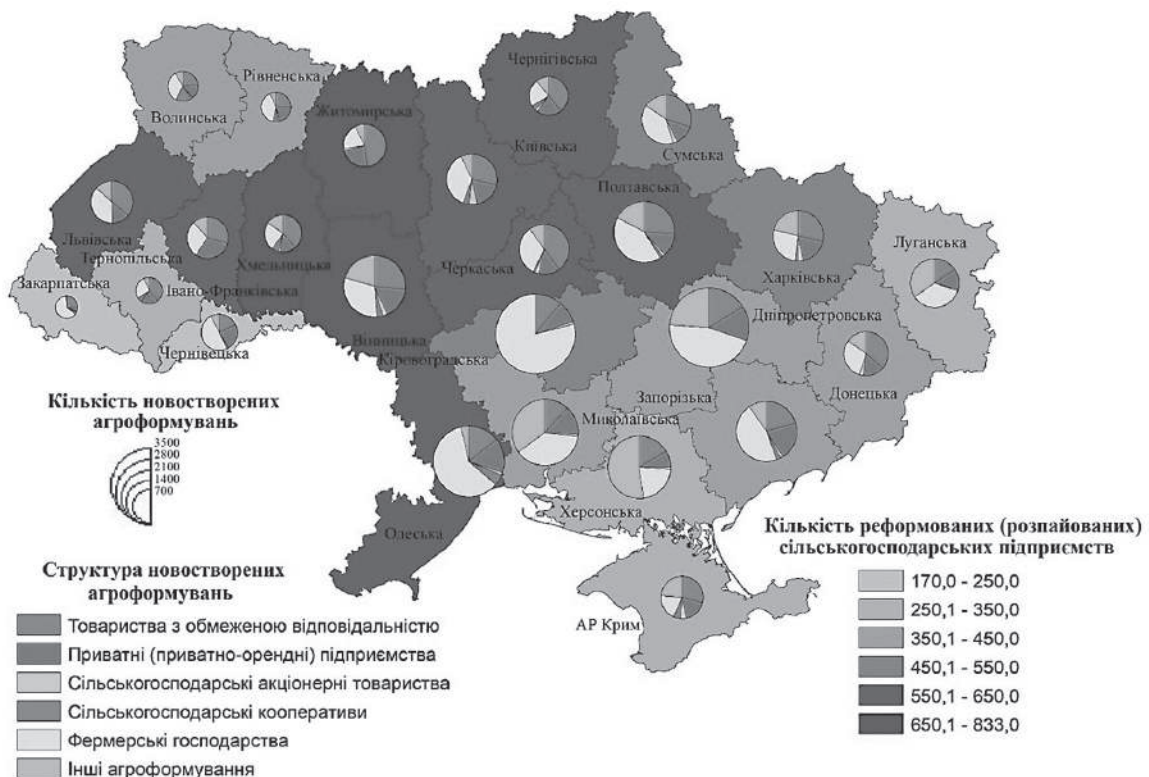 Чернігівська
Рівненська
Волинська
Житомирська
Київська
Сумська
Полтавська
Львівська
Тернопільська
Хмельницька
Черкаська
Харківська
Луганська
Закарпатська
Івано-Франківська
Чернівецька
Вінницька
Кіровоградська
Дніпропетровська
Донецька
Запорізька
Миколаївська
Херсонська
Одеська
АР Крим
Кількість новостворених
агроформувань
3500
2800
2100
1400
700
Структура новостворених
агроформувань
Товариства з обмеженою відповідальністю
Приватні (приватно-орендні) підприємства
Сільськогосподарські акціонерні товариства
Сільськогосподарські кооперативи
Фермерські господарства
Інші агроформування
Кількість реформованих (розпайованих)
сільськогосподарських підприємств
170,0 - 250,0
250,1 - 350,0
350,1 - 450,0
450,1 - 550,0
550,1 - 650,0
650,1 - 833,0